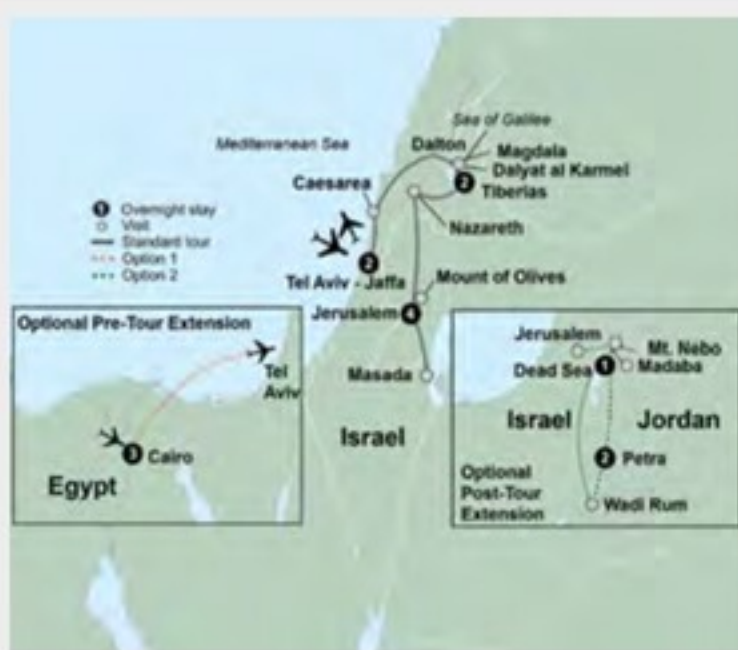 Sea of Galilee
Mediterranean Sea
Dalton
Magdala
Dalyat al Karmel
2
Tiberias
Caesarea
Nazareth
1 Overnight stay
Visit
Standard tour
Option 1
Option 2
2
Tel Aviv - Jaffa
Mount of Olives
Jerusalem 4
Masada
Israel
Optional Pre-Tour Extension
Tel
Aviv
3 Cairo
Egypt
Jerusalem
Mt. Nebo
Dead Sea 1 Madaba
Israel Jordan
2 Petra
Optional
Post-Tour
Extension
Wadi Rum